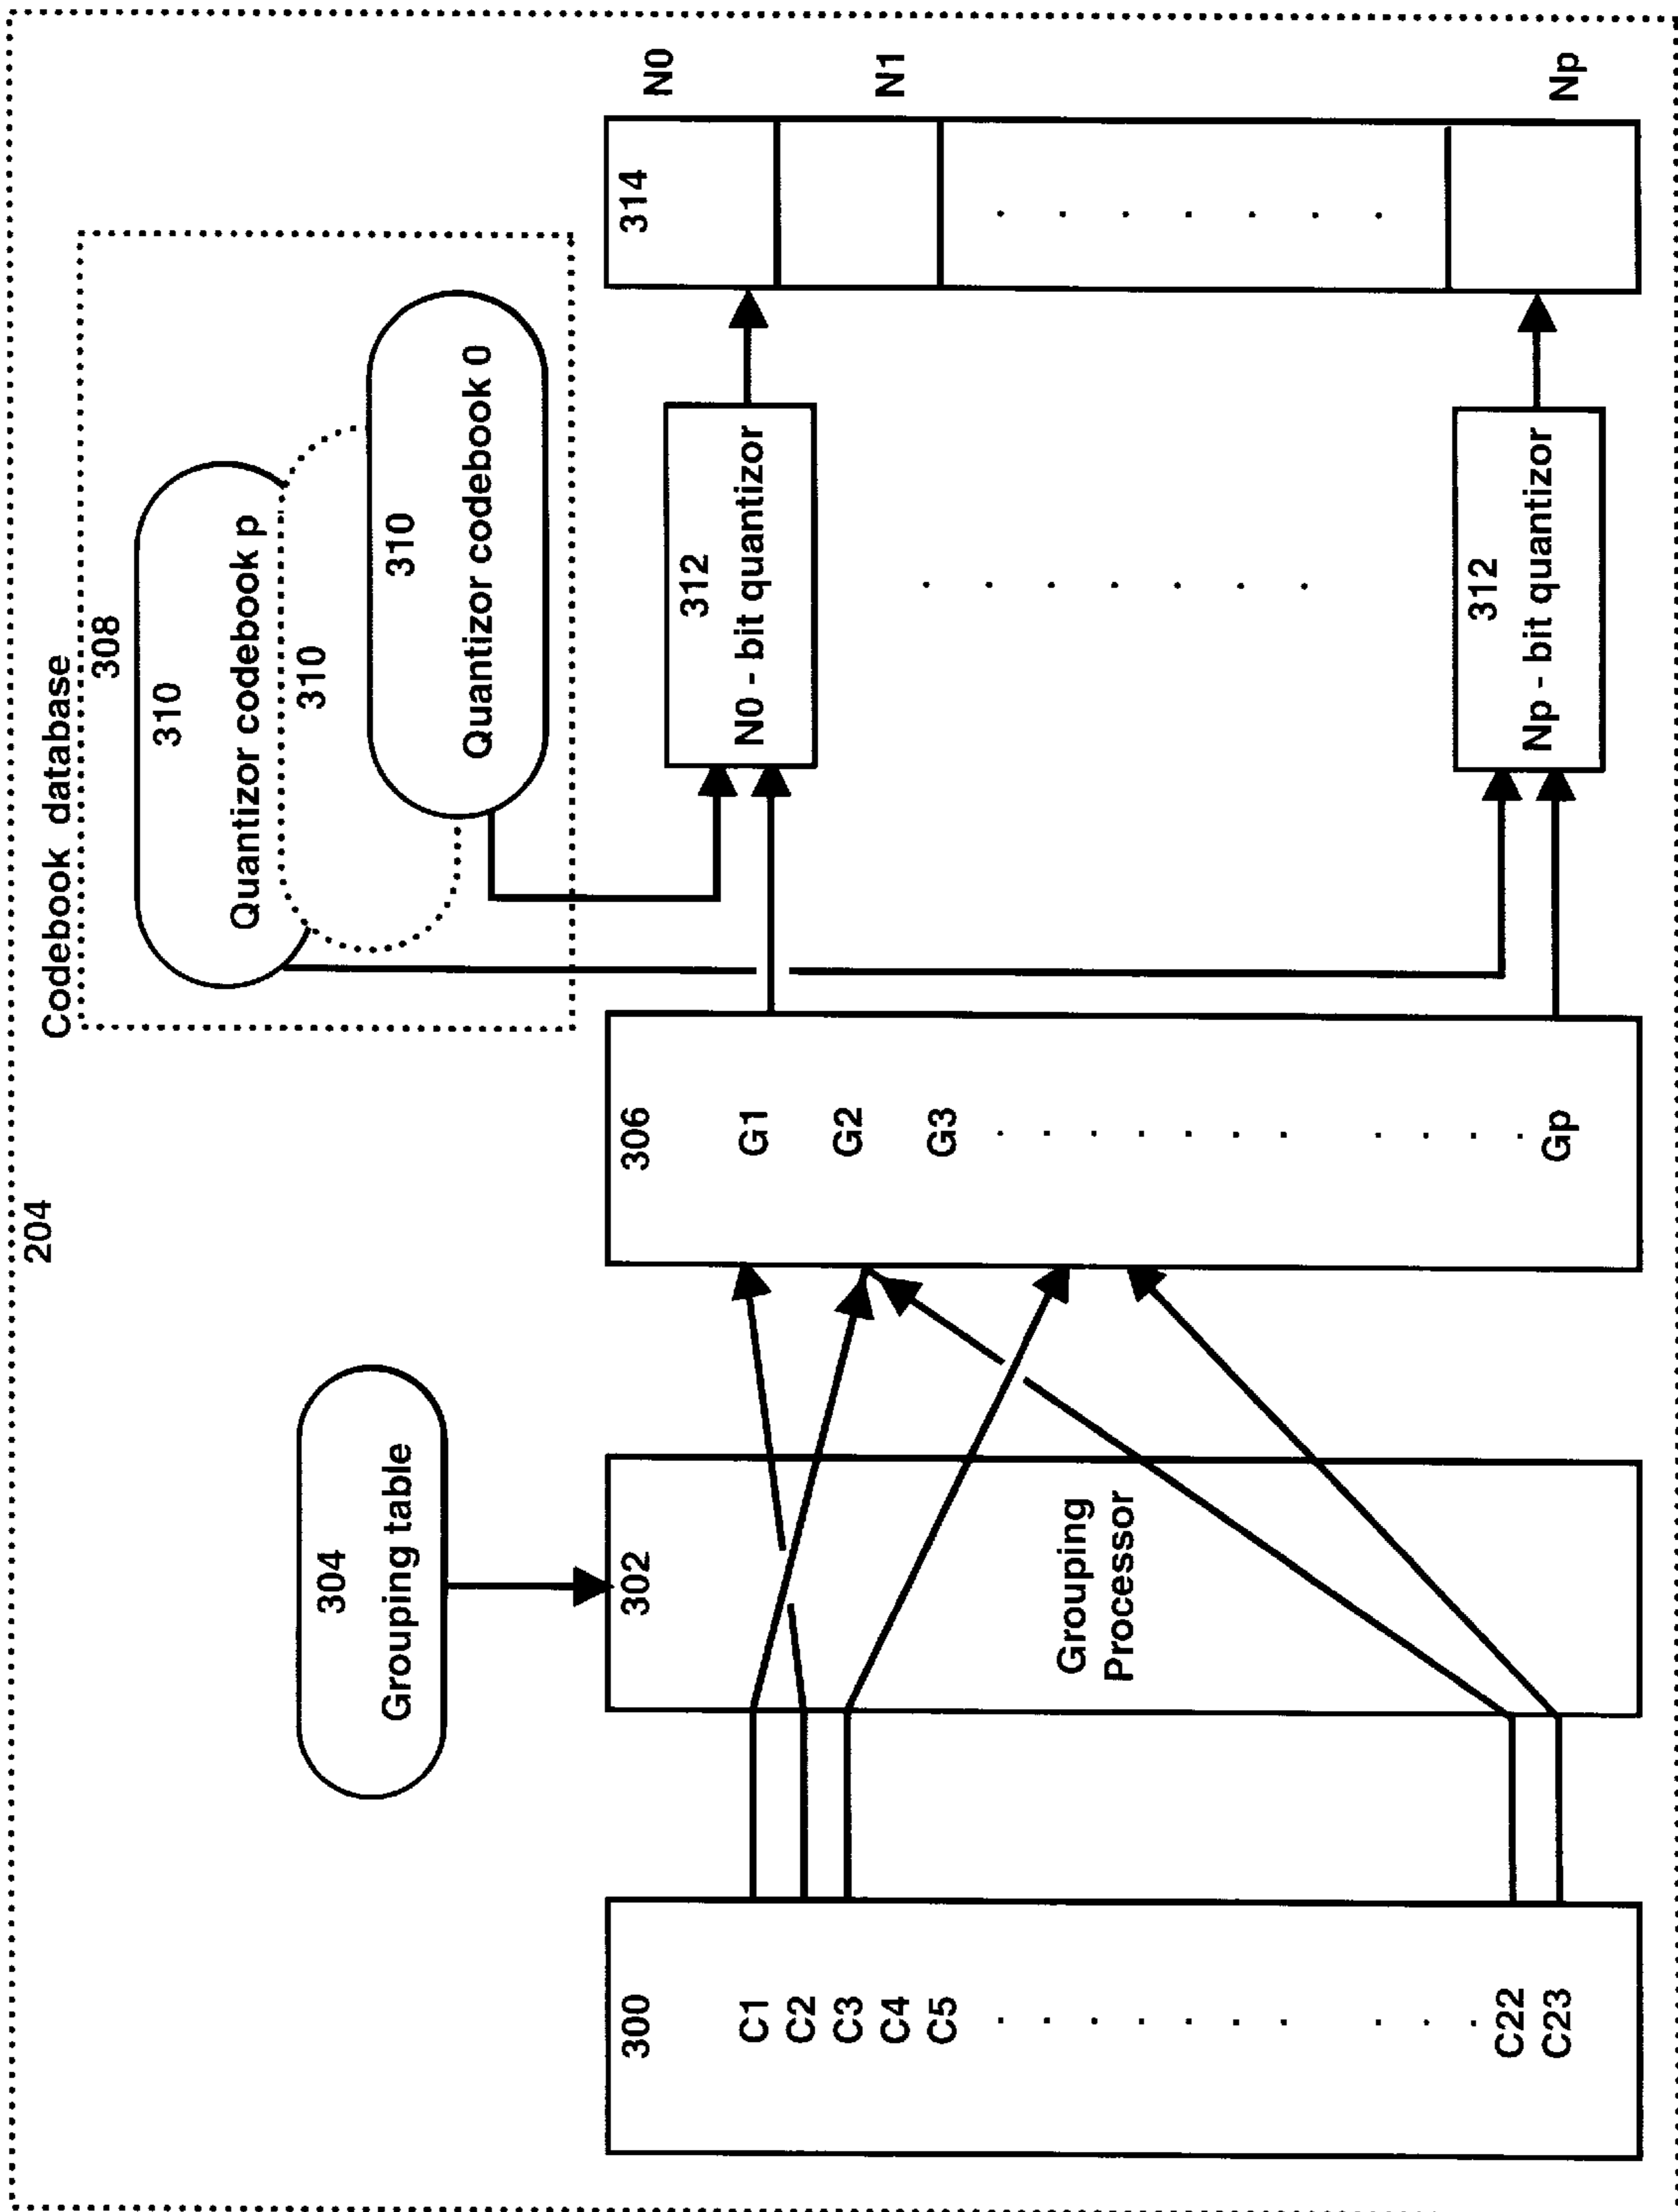 204
Codebook database
308
310
Quantizor codebook p
310
310
Quantizor codebook 0
304
Grouping table
300
C1
C2
C3
C4
C5
. . . . . . . . . . .
C22
C23
302
Grouping
Processor
306
G1
G2
G3
. . . . . . . . . . .
Gp
312
N0 - bit quantizor
. . . . . . .
312
Np - bit quantizor
314
. . . . . . .
N0
N1
Np